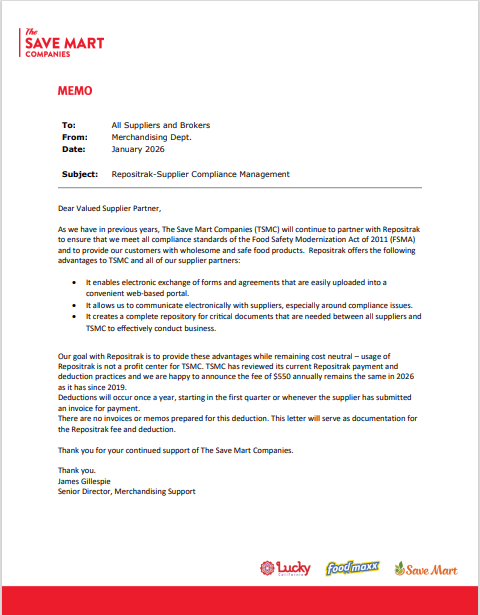 The
SAVE MART
COMPANIES
MEMO
To: All Suppliers and Brokers
From: Merchandising Dept.
Date: January 2026
Subject: Repositrak-Supplier Compliance Management
Dear Valued Supplier Partner,
As we have in previous years, The Save Mart Companies (TSMC) will continue to partner with Repositrak
to ensure that we meet all compliance standards of the Food Safety Modernization Act of 2011 (FSMA)
and to provide our customers with wholesome and safe food products.  Repositrak offers the following
advantages to TSMC and all of our supplier partners:
• It enables electronic exchange of forms and agreements that are easily uploaded into a
convenient web-based portal.
• It allows us to communicate electronically with suppliers, especially around compliance issues.
• It creates a complete repository for critical documents that are needed between all suppliers and
TSMC to effectively conduct business.
Our goal with Repositrak is to provide these advantages while remaining cost neutral – usage of
Repositrak is not a profit center for TSMC. TSMC has reviewed its current Repositrak payment and
deduction practices and we are happy to announce the fee of $550 annually remains the same in 2026
as it has since 2019.
Deductions will occur once a year, starting in the first quarter or whenever the supplier has submitted
an invoice for payment.
There are no invoices or memos prepared for this deduction. This letter will serve as documentation for
the Repositrak fee and deduction.
Thank you for your continued support of The Save Mart Companies.
Thank you.
James Gillespie
Senior Director, Merchandising Support
Lucky
California
foodmaxx
Save Mart